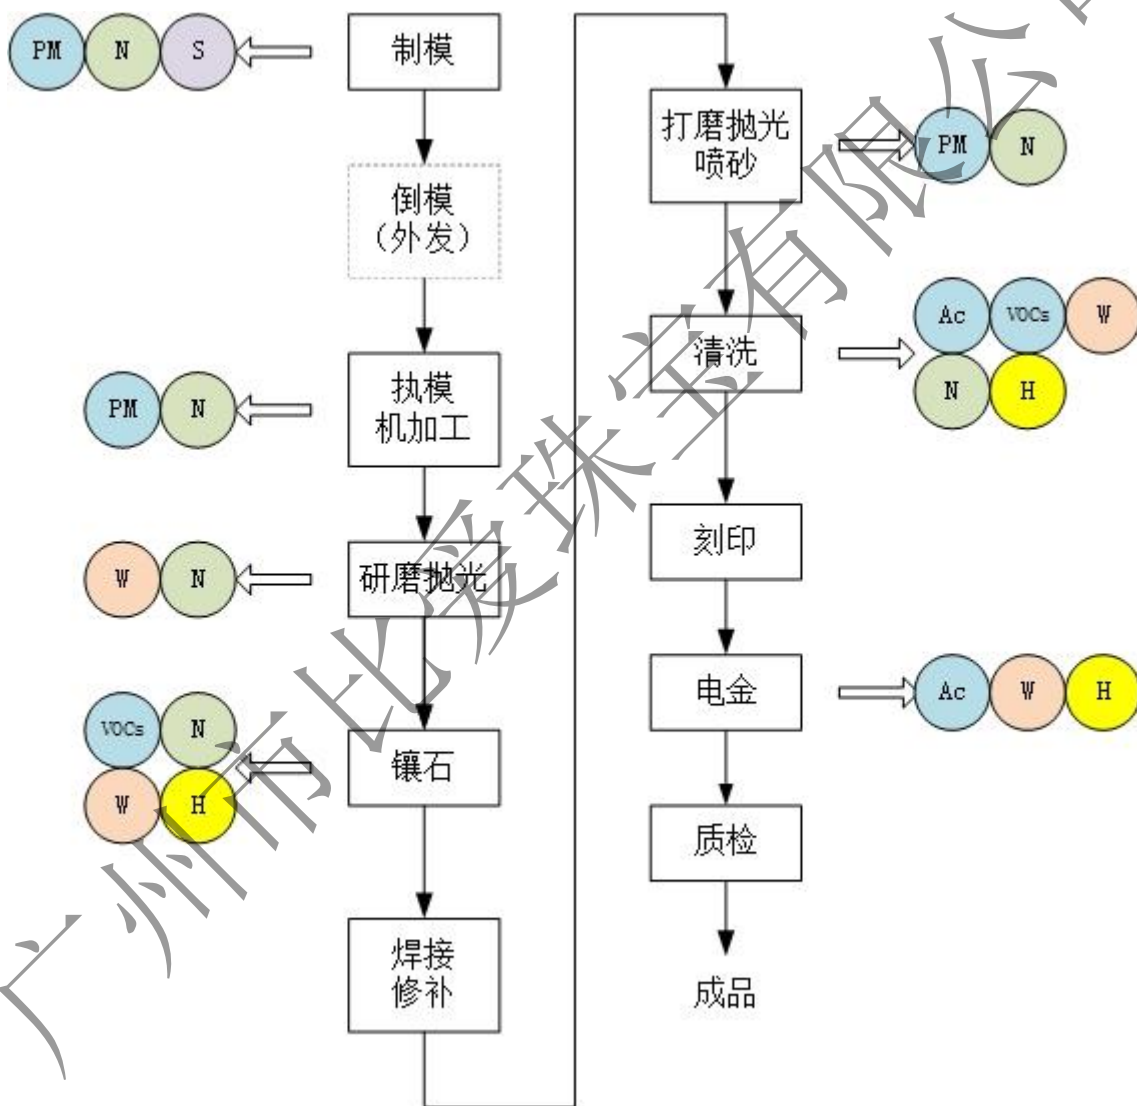 PM N S
制模
倒模
（外发）
PM N
执模
机加工
W N
研磨抛光
VOCs N
W H
镶石
焊接
修补
打磨抛光
喷砂
PM N
清洗
Ac VOCs W
N H
刻印
电金
Ac W H
质检
成品
广州市比爱珠宝有限公